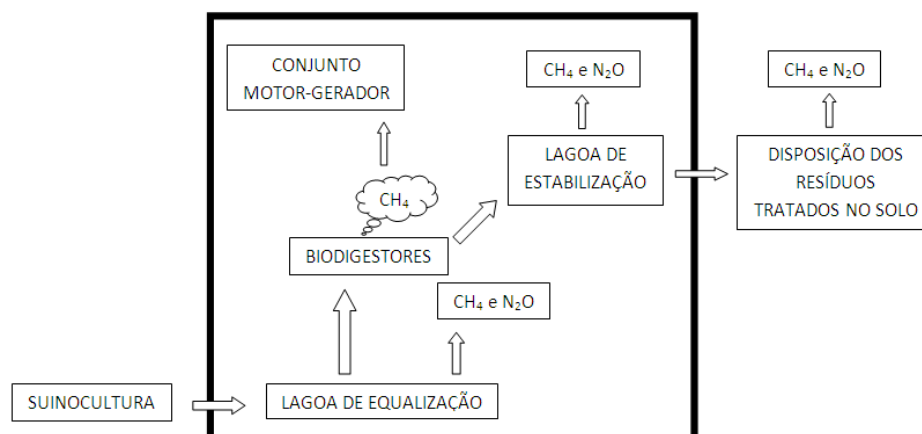 CONJUNTO
MOTOR-GERADOR
CH₄ e N₂O
CH₄ e N₂O
LAGOA DE
ESTABILIZAÇÃO
DISPOSIÇÃO DOS
RESÍDUOS
TRATADOS NO SOLO
CH₄
BIODIGESTORES
CH₄ e N₂O
SUINOCULTURA
LAGOA DE EQUALIZAÇÃO